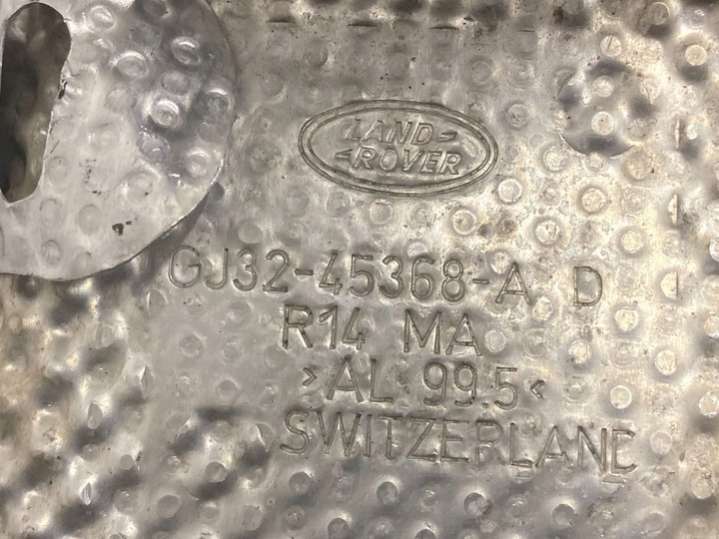 LAND
ROVER
GJ32-45368-A D
R14 MA
>AL 99.5<
SWITZERLAND